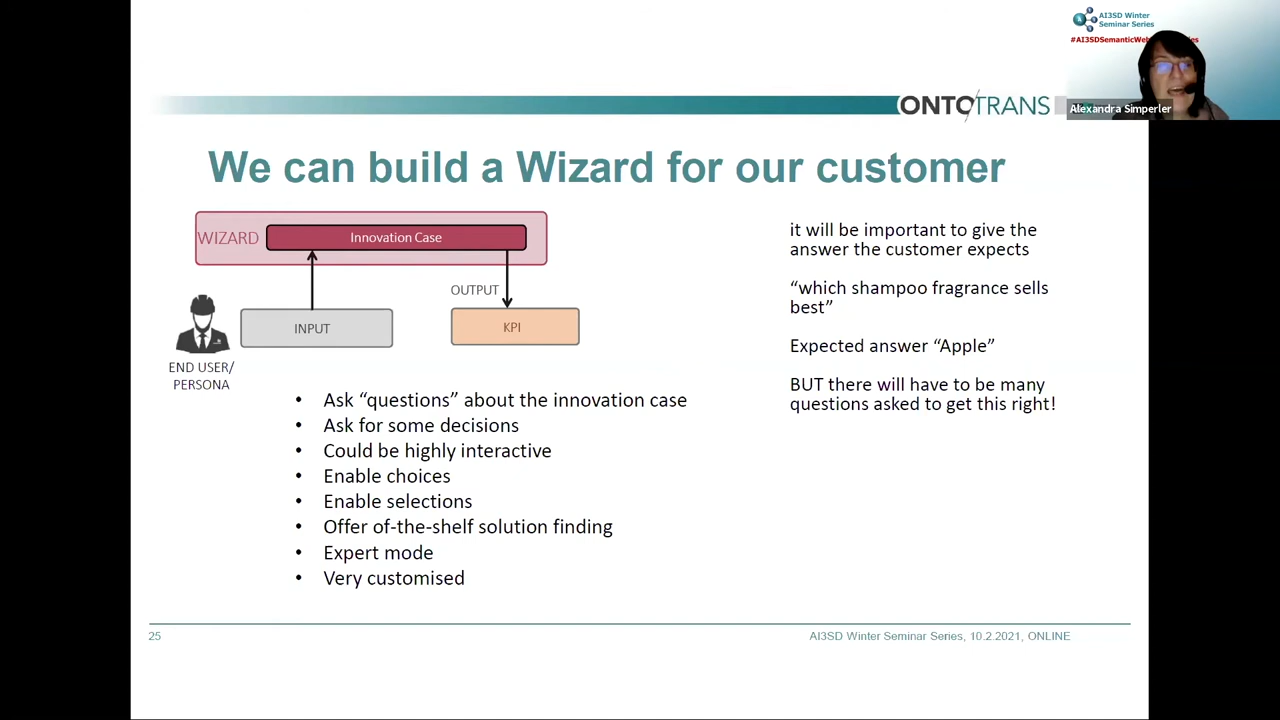 AI3SD Winter
Seminar Series
#AI3SDSemanticWeb
ies
Alexandra Simperler
ONTOTRANS
We can build a Wizard for our customer
WIZARD
Innovation Case
OUTPUT
INPUT
KPI
END USER/
PERSONA
• Ask “questions” about the innovation case
• Ask for some decisions
• Could be highly interactive
• Enable choices
• Enable selections
• Offer of-the-shelf solution finding
• Expert mode
• Very customised
it will be important to give the
answer the customer expects
“which shampoo fragrance sells
best”
Expected answer “Apple”
BUT there will have to be many
questions asked to get this right!
25
AI3SD Winter Seminar Series, 10.2.2021, ONLINE